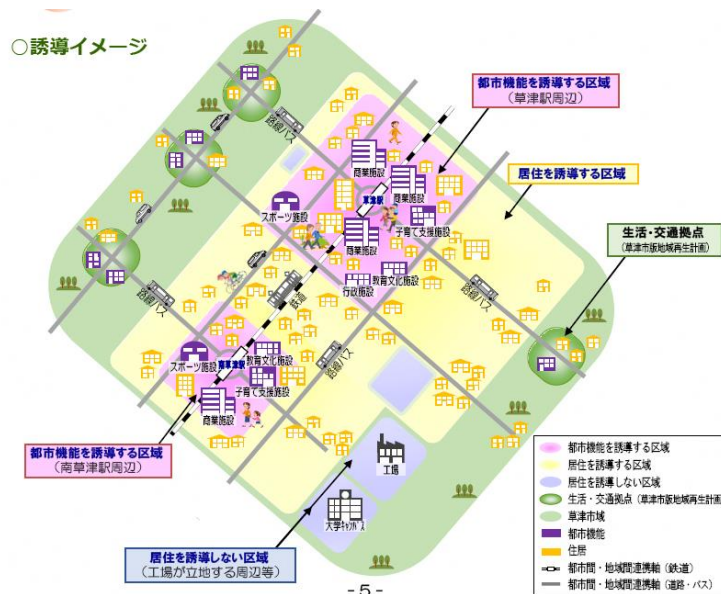 ○誘導イメージ
都市機能を誘導する区域
(草津駅周辺)
居住を誘導する区域
生活・交通拠点
(草津市版地域再生計画)
路線バス
商業施設
商業施設
草津駅
スポーツ施設
子育て支援施設
商業施設
教育文化施設
行政施設
路線バス
鉄道
路線バス
路線バス
スポーツ施設
南草津駅
教育文化施設
子育て支援施設
商業施設
都市機能を誘導する区域
(南草津駅周辺)
工場
大学キャンパス
居住を誘導しない区域
(工場が立地する周辺等)
都市機能を誘導する区域
居住を誘導する区域
居住を誘導しない区域
生活・交通拠点(草津市版地域再生計画)
草津市域
都市機能
住居
都市間・地域間連携軸(鉄道)
都市間・地域間連携軸(道路・バス)
- 5 -